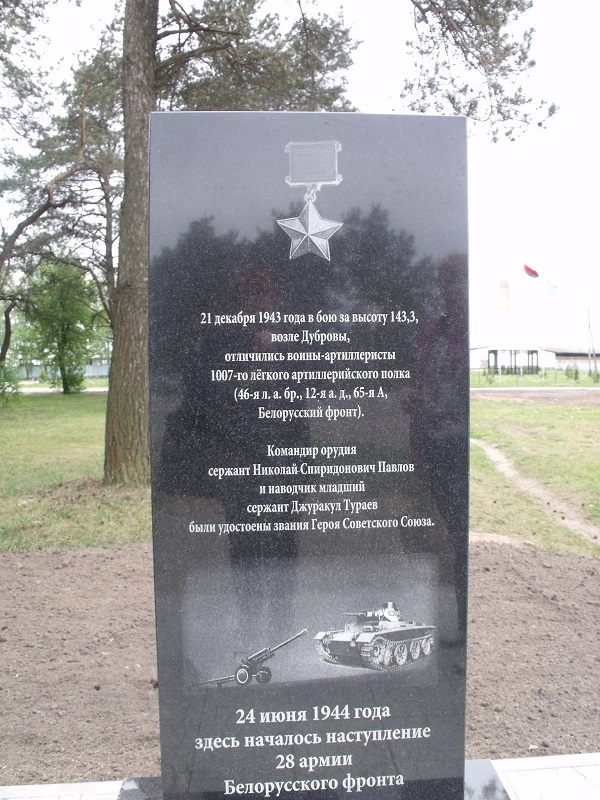 21 декабря 1943 года в бою за высоту 143,3,
возле Дубровы,
отличились воины-артиллеристы
1007-го лёгкого артиллерийского полка
(46-я л. а. бр., 12-я а. д., 65-я А,
Белорусский фронт).
Командир орудия
сержант Николай Спиридонович Павлов
и наводчик младший
сержант Джуракул Тураев
были удостоены звания Героя Советского Союза.
24 июня 1944 года
здесь началось наступление
28 армии
Белорусского фронта